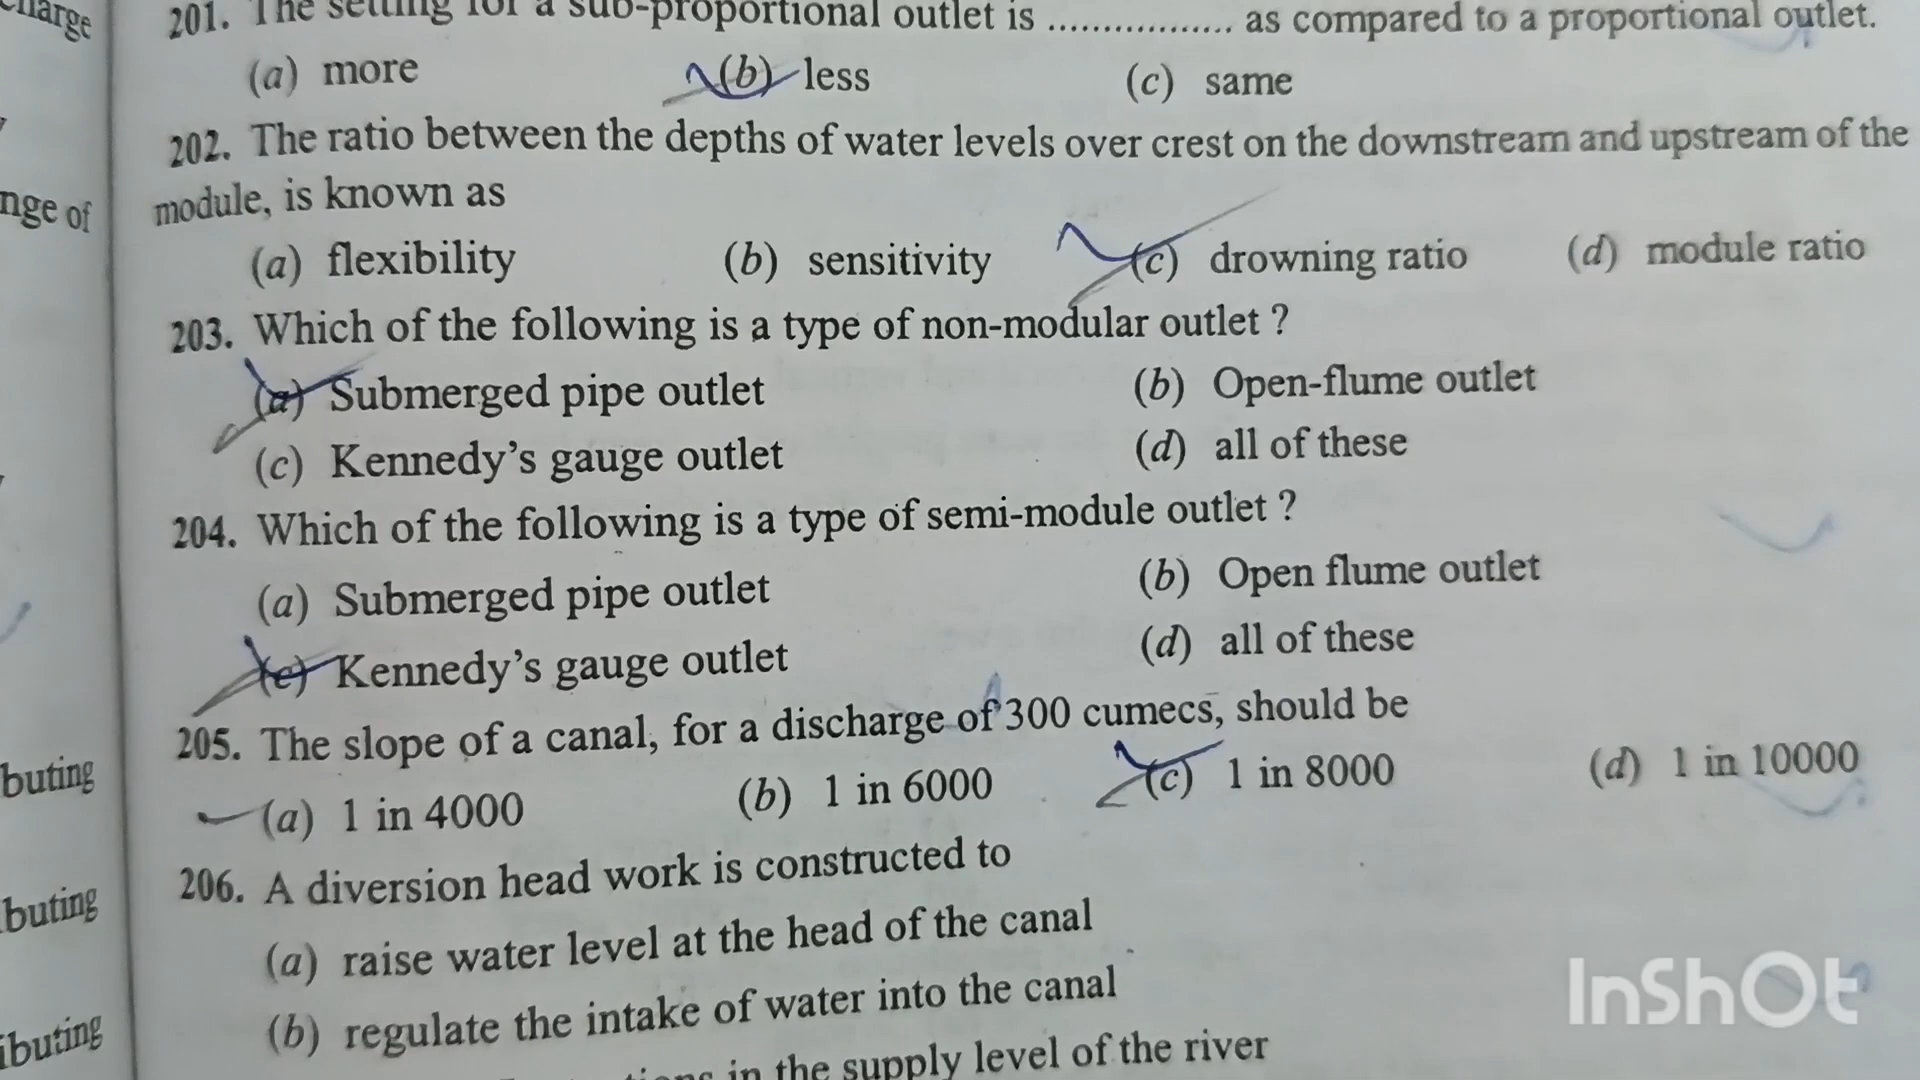 201. The setting for a sub-proportional outlet is ................. as compared to a proportional outlet.
(a) more (b) less (c) same
202. The ratio between the depths of water levels over crest on the downstream and upstream of the
nge of
module, is known as
(a) flexibility (b) sensitivity (c) drowning ratio (d) module ratio
203. Which of the following is a type of non-modular outlet ?
(a) Submerged pipe outlet (b) Open-flume outlet
(c) Kennedy's gauge outlet (d) all of these
204. Which of the following is a type of semi-module outlet ?
(a) Submerged pipe outlet (b) Open flume outlet
(c) Kennedy's gauge outlet (d) all of these
205. The slope of a canal, for a discharge of 300 cumecs, should be
buting
(a) 1 in 4000 (b) 1 in 6000 (c) 1 in 8000 (d) 1 in 10000
206. A diversion head work is constructed to
buting
(a) raise water level at the head of the canal
(b) regulate the intake of water into the canal
ibuting
in the supply level of the river
InShOt